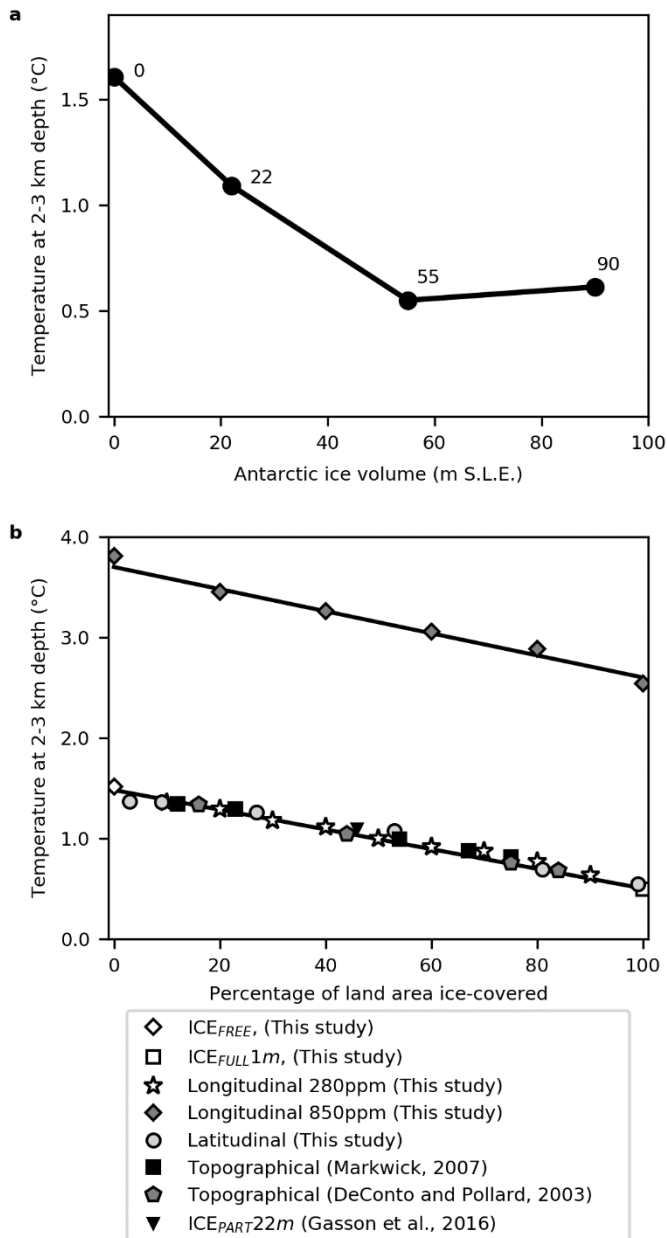 a
Temperature at 2-3 km depth (°C)
1.5
1.0
0.5
0.0
0
22
55
90
0 20 40 60 80 100
Antarctic ice volume (m S.L.E.)
b
Temperature at 2-3 km depth (°C)
4.0
3.0
2.0
1.0
0.0
0 20 40 60 80 100
Percentage of land area ice-covered
ICE_FREE, (This study)
ICE_FULL1m, (This study)
Longitudinal 280ppm (This study)
Longitudinal 850ppm (This study)
Latitudinal (This study)
Topographical (Markwick, 2007)
Topographical (DeConto and Pollard, 2003)
ICE_PART22m (Gasson et al., 2016)